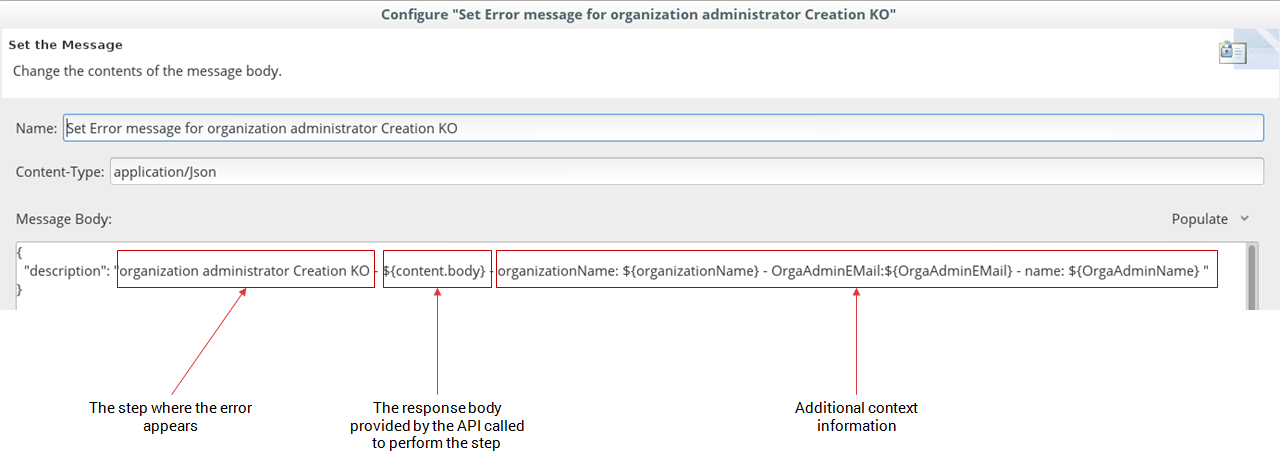 Configure "Set Error message for organization administrator Creation KO"
Set the Message
Change the contents of the message body.
Name: Set Error message for organization administrator Creation KO
Content-Type: application/Json
Message Body: Populate
{
"description": "organization administrator Creation KO - ${content.body} - organizationName: ${organizationName} - OrgaAdminEMail:${OrgaAdminEMail} - name: ${OrgaAdminName} "
}
The step where the error
appears
The response body
provided by the API called
to perform the step
Additional context
information